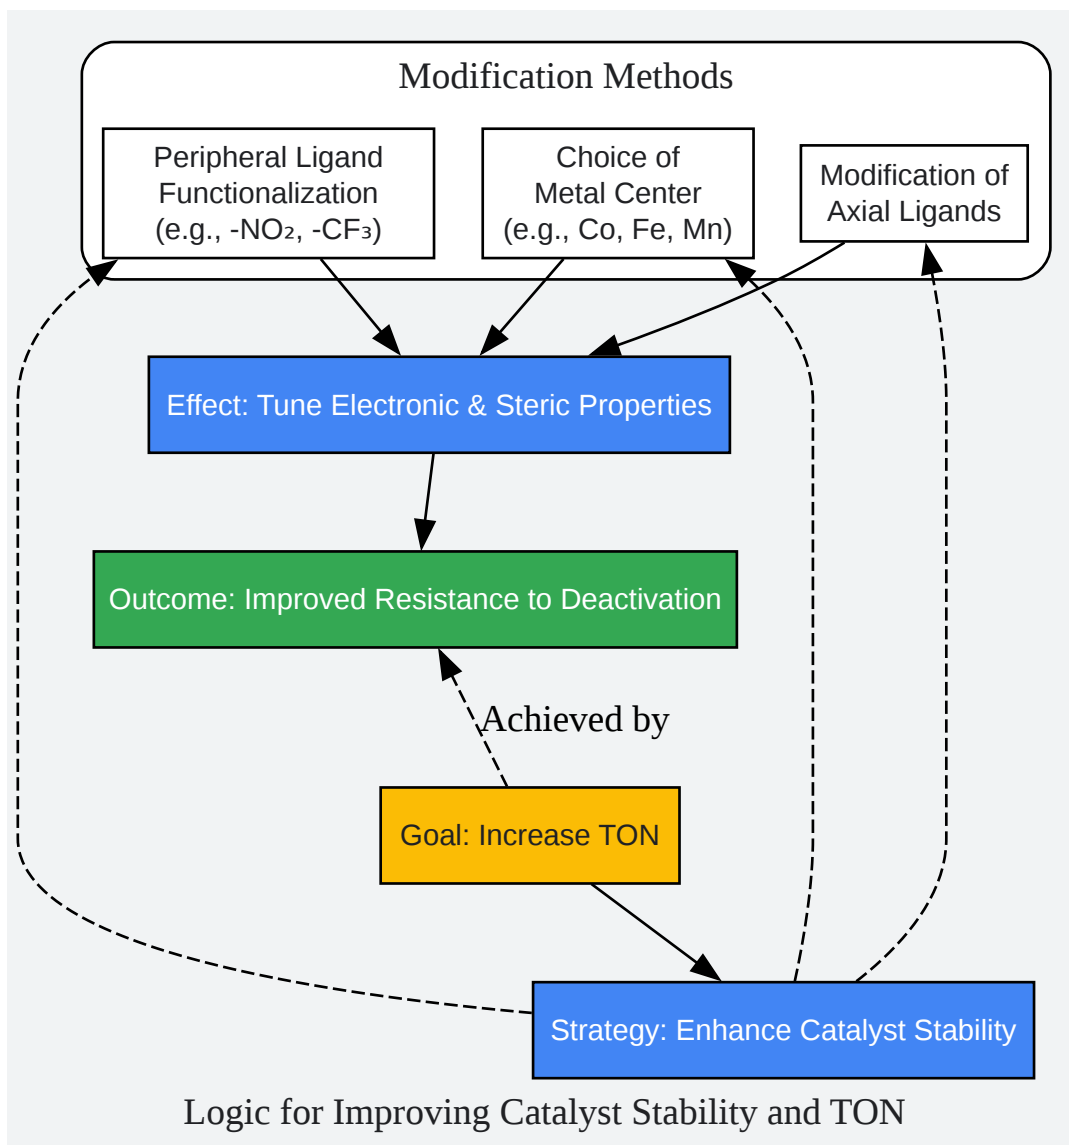 Modification Methods
Peripheral Ligand
Functionalization
(e.g., -NO₂, -CF₃)
Choice of
Metal Center
(e.g., Co, Fe, Mn)
Modification of
Axial Ligands
Effect: Tune Electronic & Steric Properties
Outcome: Improved Resistance to Deactivation
Achieved by
Goal: Increase TON
Strategy: Enhance Catalyst Stability
Logic for Improving Catalyst Stability and TON